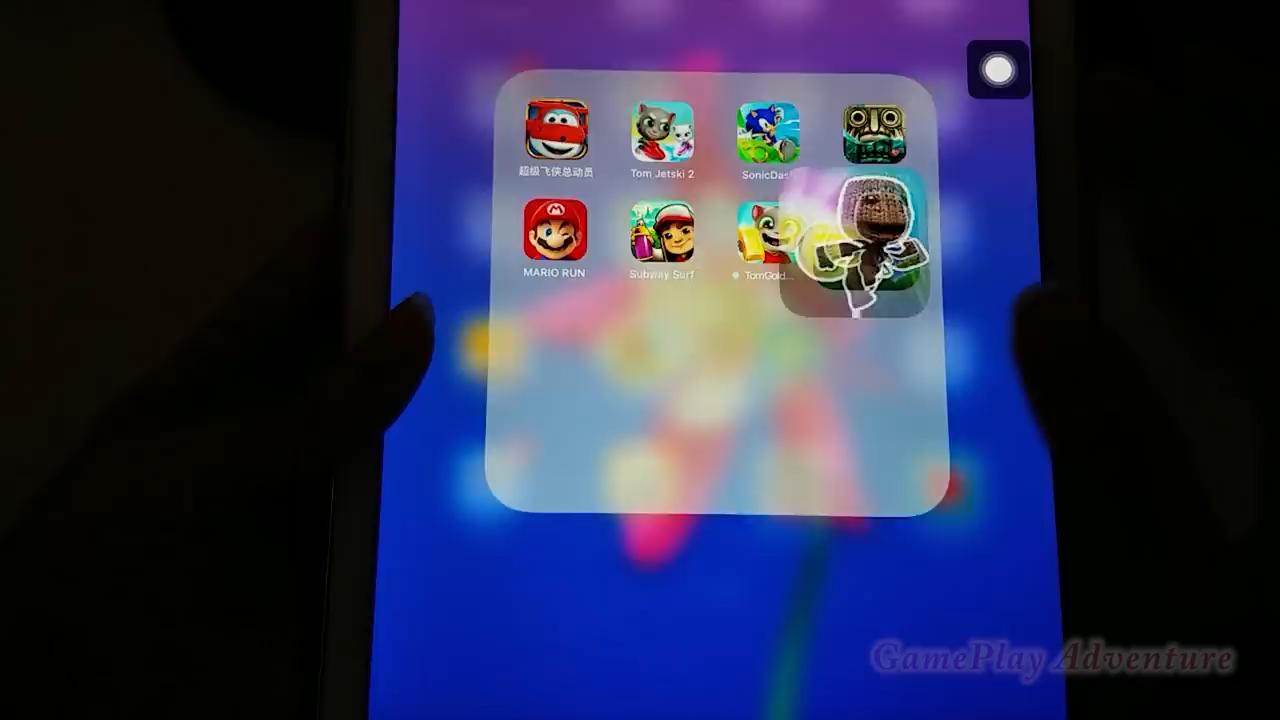 超级飞侠总动员
Tom Jetski 2
SonicDas
MARIO RUN
Subway Surf
TomGold...
GamePlay Adventure